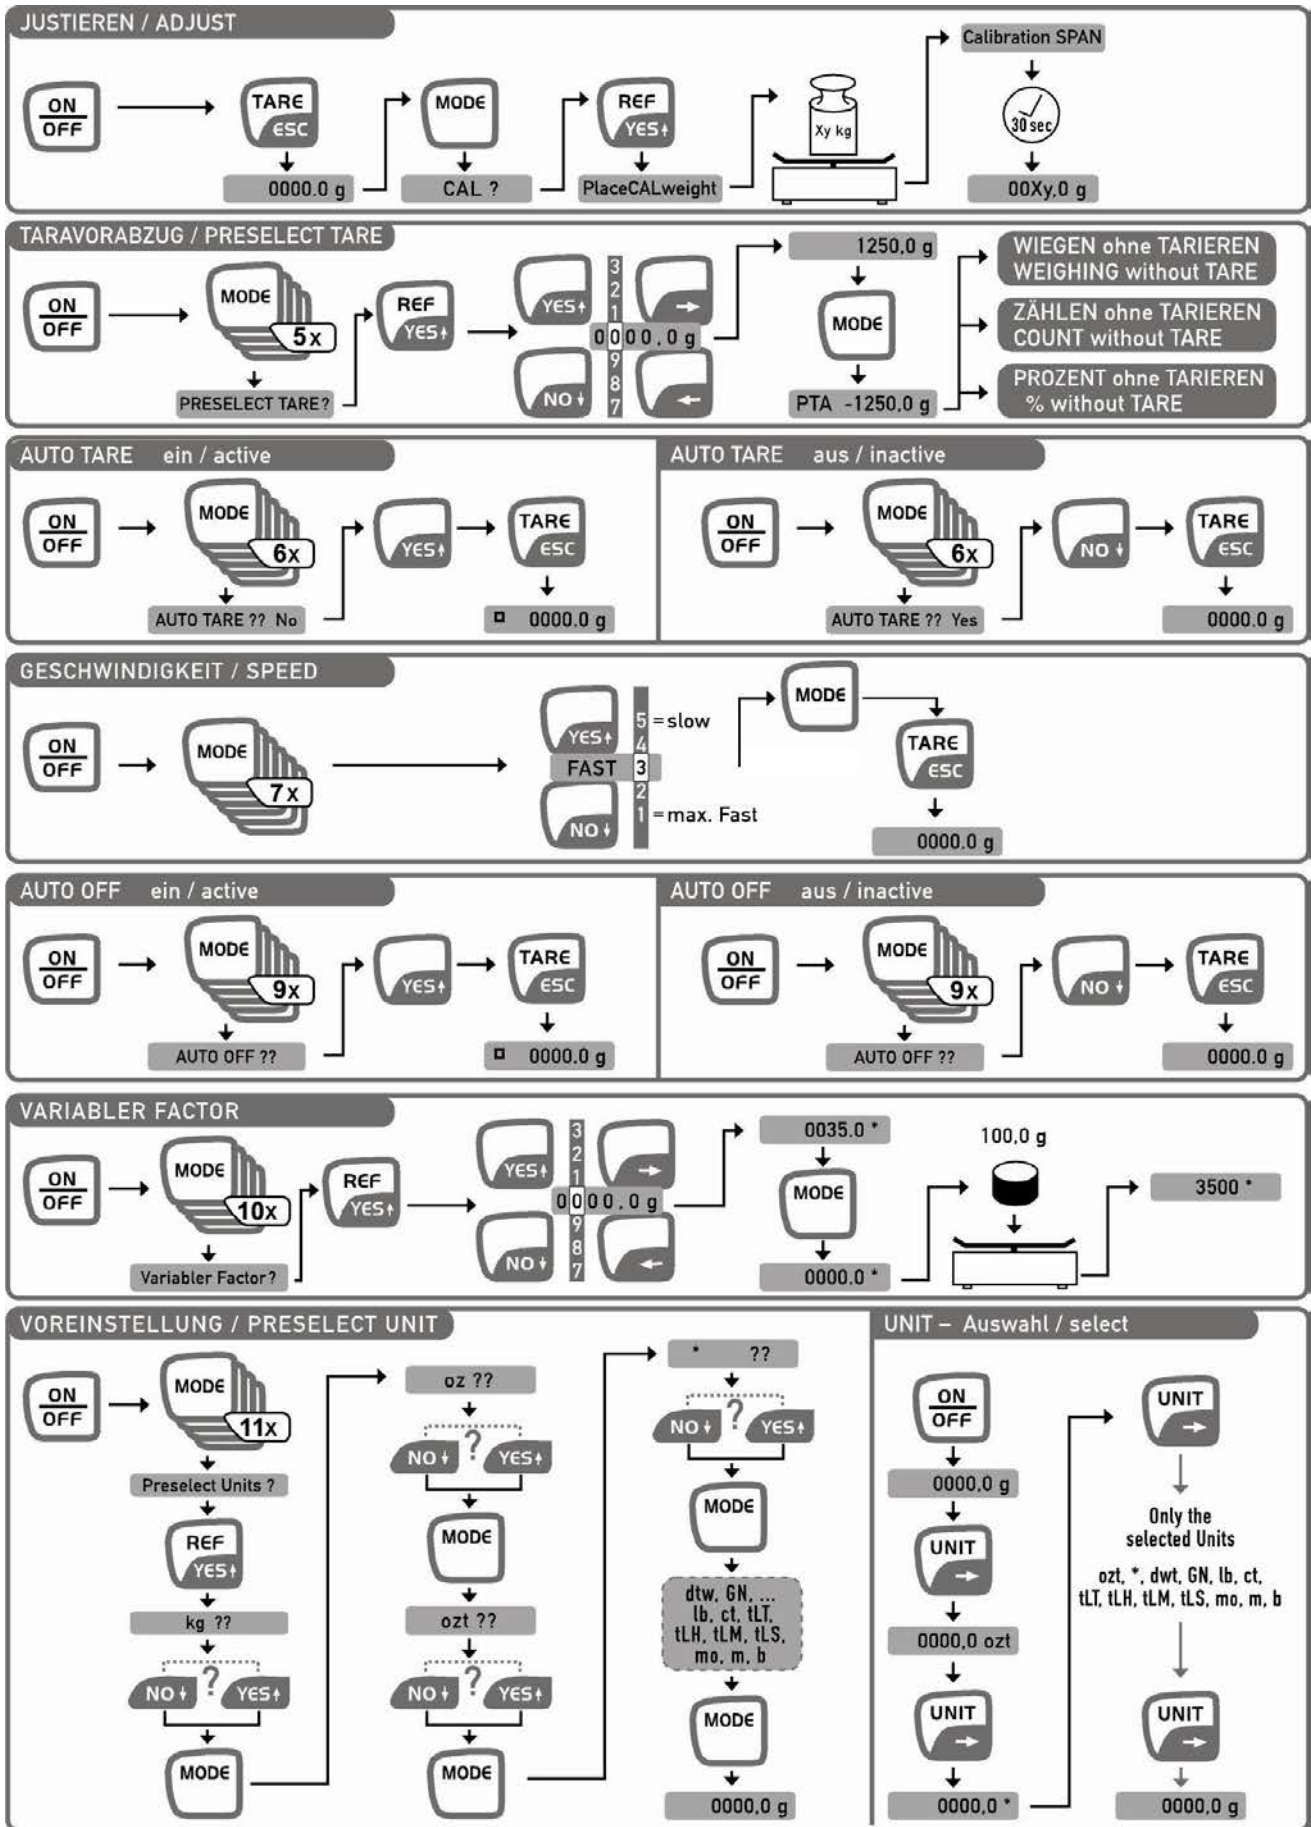 JUSTIEREN / ADJUST
ON
OFF
TARE
ESC
0000.0 g
MODE
CAL ?
REF
YES
PlaceCALweight
Xy kg
Calibration SPAN
30 sec
00Xy,0 g
TARAVORABZUG / PRESELECT TARE
ON
OFF
MODE
5x
PRESELECT TARE?
REF
YES
YES
NO
3
2
1
0000,0 g
9
8
7
1250,0 g
MODE
PTA -1250,0 g
WIEGEN ohne TARIEREN
WEIGHING without TARE
ZÄHLEN ohne TARIEREN
COUNT without TARE
PROZENT ohne TARIEREN
% without TARE
AUTO TARE ein / active
ON
OFF
MODE
6x
AUTO TARE ?? No
YES
TARE
ESC
0000.0 g
AUTO TARE aus / inactive
ON
OFF
MODE
6x
AUTO TARE ?? Yes
NO
TARE
ESC
0000.0 g
GESCHWINDIGKEIT / SPEED
ON
OFF
MODE
7x
YES
NO
5 = slow
4
FAST 3
2
1 = max. Fast
MODE
TARE
ESC
0000.0 g
AUTO OFF ein / active
ON
OFF
MODE
9x
AUTO OFF ??
YES
TARE
ESC
0000.0 g
AUTO OFF aus / inactive
ON
OFF
MODE
9x
AUTO OFF ??
NO
TARE
ESC
0000.0 g
VARIABLER FACTOR
ON
OFF
MODE
10x
Variabler Factor?
REF
YES
YES
NO
3
2
1
0000,0 g
9
8
7
0035.0 *
MODE
0000.0 *
100,0 g
3500 *
VOREINSTELLUNG / PRESELECT UNIT
ON
OFF
MODE
11x
Preselect Units ?
REF
YES
kg ??
NO ? YES
MODE
oz ??
NO ? YES
MODE
ozt ??
NO ? YES
MODE
* ??
NO ? YES
MODE
dtw, GN, ...
lb, ct, tLT,
tLH, tLM, tLS,
mo, m, b
MODE
0000,0 g
UNIT – Auswahl / select
ON
OFF
0000,0 g
UNIT
0000,0 ozt
UNIT
0000,0 *
UNIT
Only the
selected Units
ozt, *, dwt, GN, lb, ct,
tLT, tLH, tLM, tLS, mo, m, b
UNIT
0000,0 g